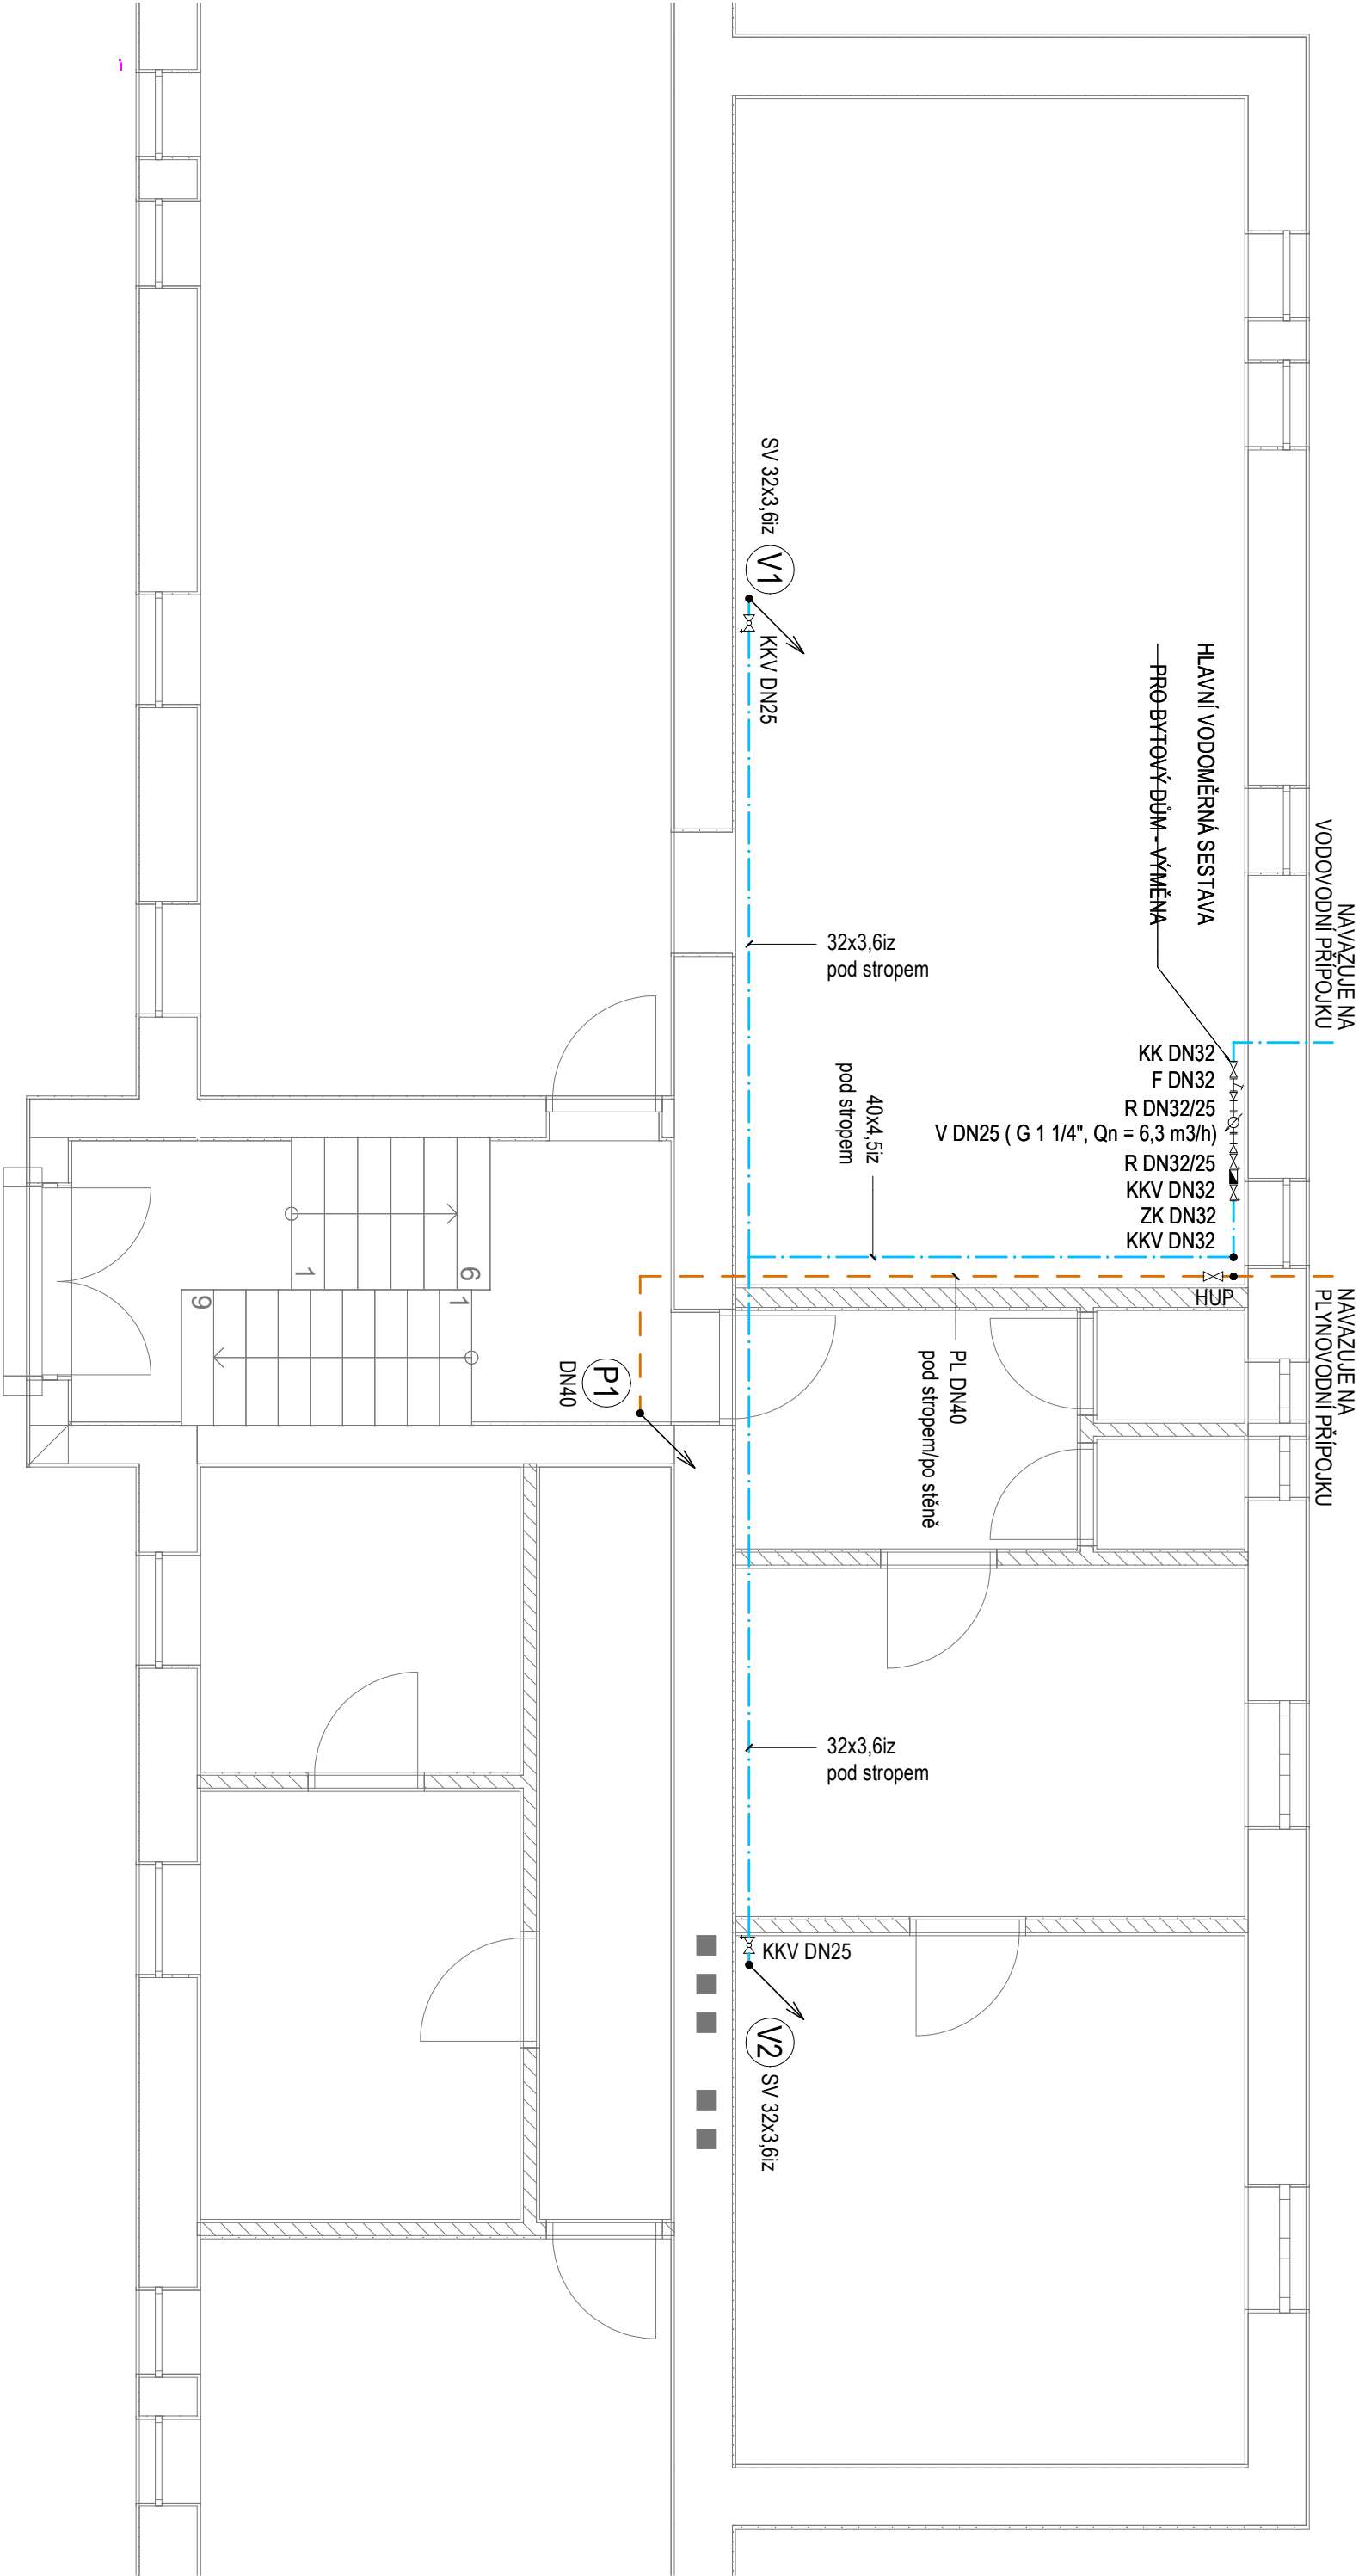 NAVAZUJE NA
VODOVODNÍ PŘÍPOJKU
HLAVNÍ VODOMĚRNÁ SESTAVA
PRO BYTOVÝ DŮM - VÝMĚNA
SV 32x3,6iz
V1
KKV DN25
32x3,6iz
pod stropem
KK DN32
F DN32
R DN32/25
V DN25 ( G 1 1/4", Qn = 6,3 m3/h)
R DN32/25
KKV DN32
ZK DN32
KKV DN32
40x4,5iz
pod stropem
HUP
NAVAZUJE NA
PLYNOVODNÍ PŘÍPOJKU
PL DN40
pod stropem/po stěně
P1
DN40
1
6
9
1
32x3,6iz
pod stropem
KKV DN25
V2
SV 32x3,6iz